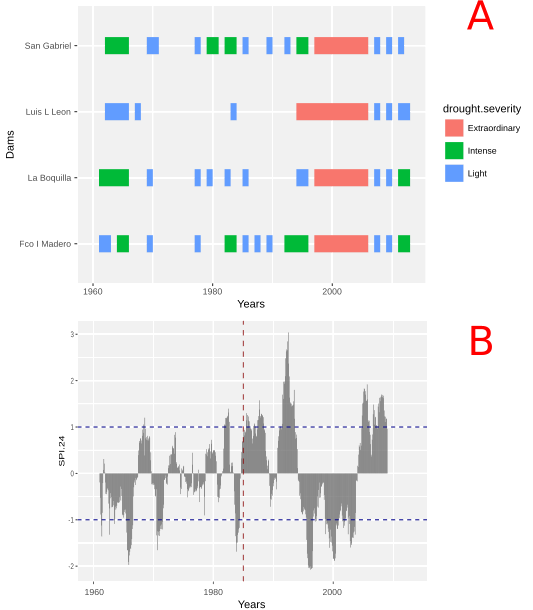 A
San Gabriel
Luis L Leon
La Boquilla
Fco I Madero
Dams
1960 1980 2000
Years
drought.severity
Extraordinary
Intense
Light
B
3
2
1
0
-1
-2
SPI.24
1960 1980 2000
Years